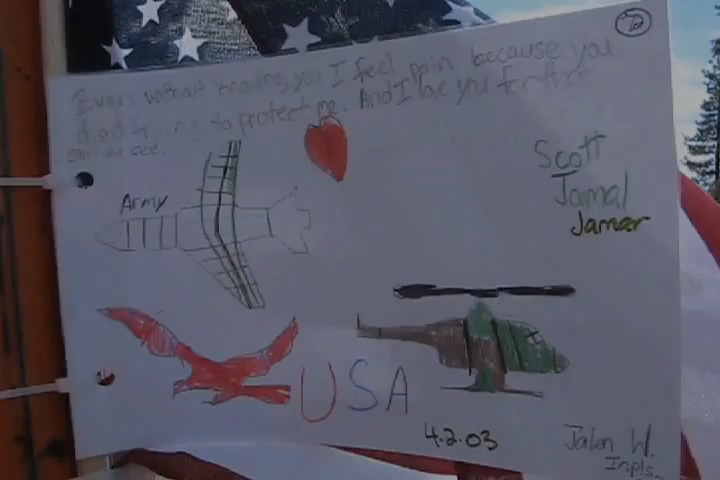 Even without knowing you I feel pain because you
died trying to protect me. And I love you for that
see.
Scott
Jamal
Jamar
Army
USA
4.2.03
Jalen W.
Inpls.